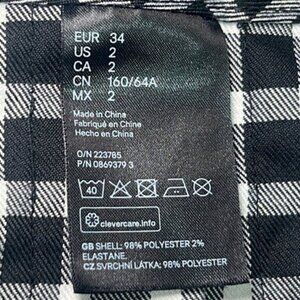 EUR 34
US 2
CA 2
CN 160/64A
MX 2
Made in China
Fabriqué en Chine
Hecho en China
O/N 223785
P/N 0869379 3
40
clevercare.info
GB SHELL: 98% POLYESTER 2%
ELASTANE.
CZ SVRCHNÍ LÁTKA: 98% POLYESTER